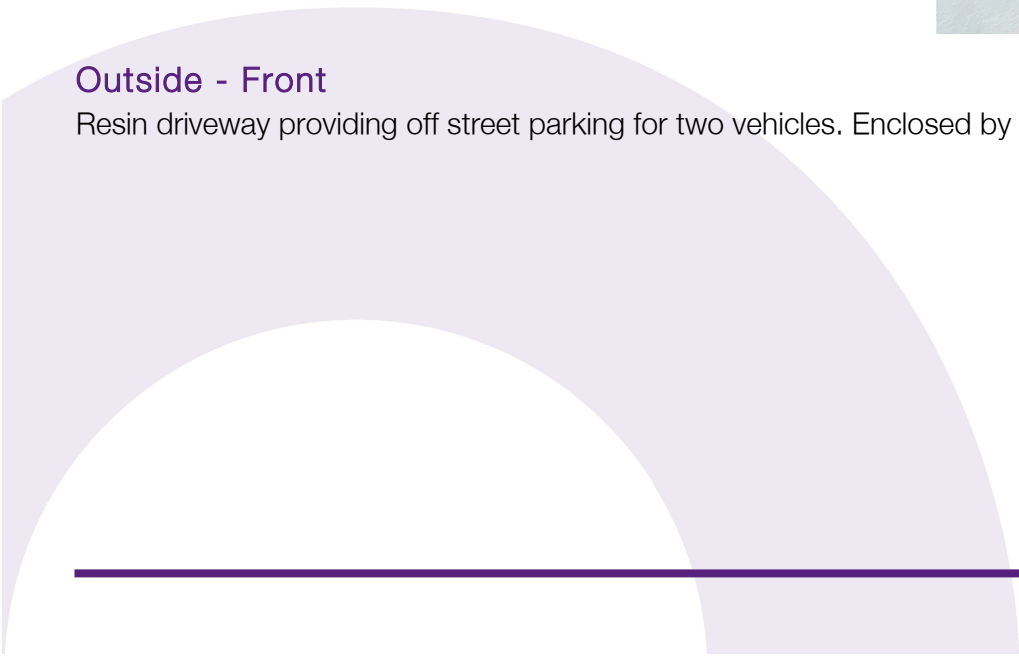 Outside - Front
Resin driveway providing off street parking for two vehicles. Enclosed by